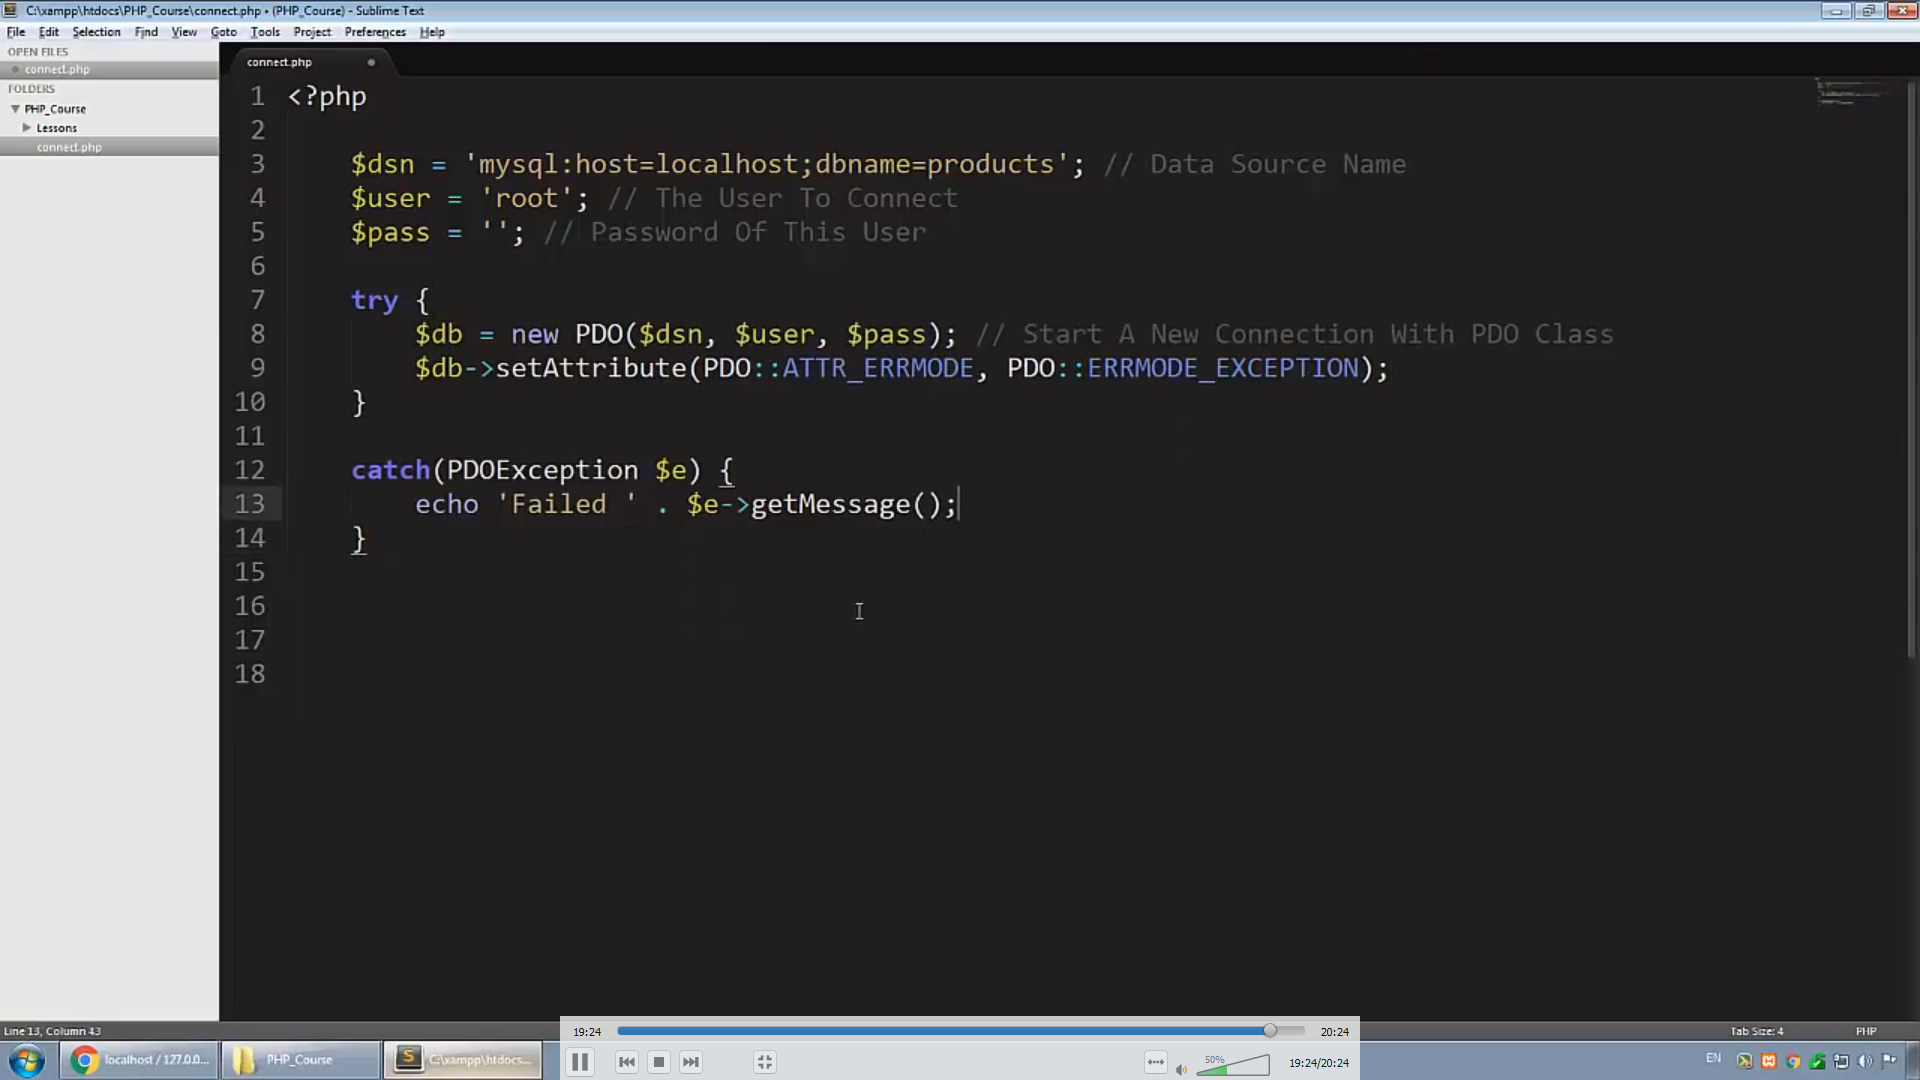 C:\xampp\htdocs\PHP_Course\connect.php • (PHP_Course) - Sublime Text
File Edit Selection Find View Goto Tools Project Preferences Help
OPEN FILES
connect.php
FOLDERS
PHP_Course
Lessons
connect.php
connect.php
1 <?php
2
3 $dsn = 'mysql:host=localhost;dbname=products'; // Data Source Name
4 $user = 'root'; // The User To Connect
5 $pass = ''; // Password Of This User
6
7 try {
8 $db = new PDO($dsn, $user, $pass); // Start A New Connection With PDO Class
9 $db->setAttribute(PDO::ATTR_ERRMODE, PDO::ERRMODE_EXCEPTION);
10 }
11
12 catch(PDOException $e) {
13 echo 'Failed ' . $e->getMessage();
14 }
15
16
17
18
Line 13, Column 43
Tab Size: 4
PHP
19:24
20:24
localhost / 127.0.0...
PHP_Course
C:\xampp\htdocs...
50%
19:24/20:24
EN